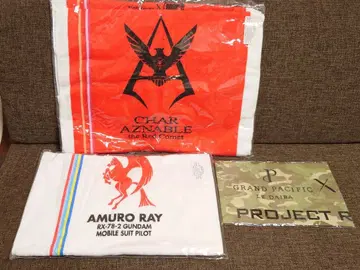 CHAR
AZNABLE
the Red Comet
AMURO RAY
RX-78-2 GUNDAM
MOBILE SUIT PILOT
P
GRAND PACIFIC
LE DAIBA
X
PROJECT R